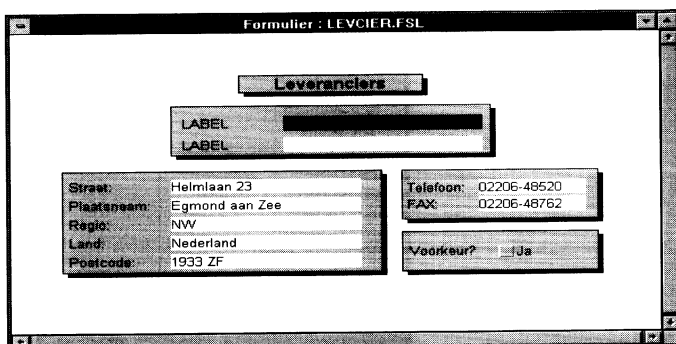 Formulier : LEVCIER.FSL
Leveranciers
LABEL
LABEL
Straat: Helmlaan 23
Plaatsnaam: Egmond aan Zee
Regio: NW
Land: Nederland
Postcode: 1933 ZF
Telefoon: 02206-48520
FAX: 02206-48762
Voorkeur? Ja